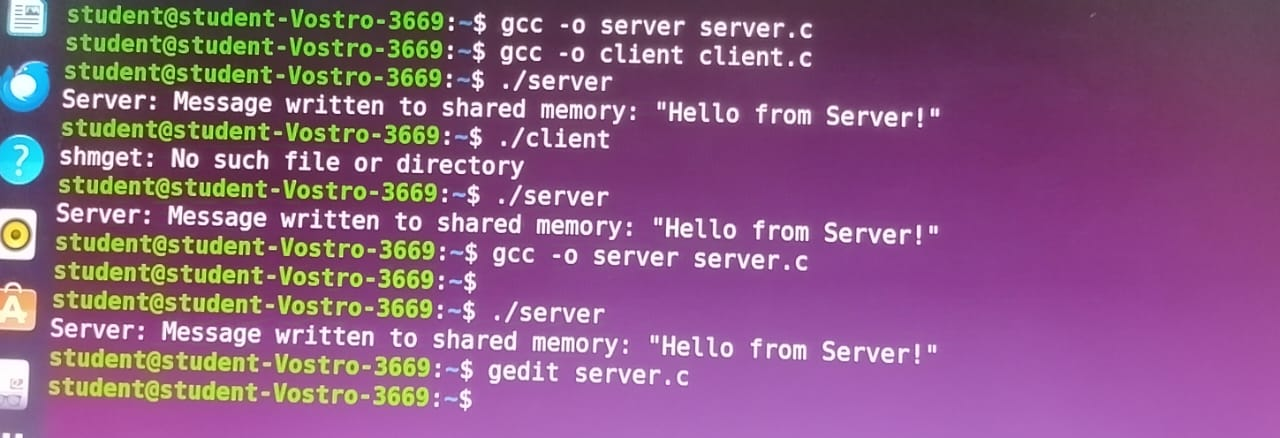 student@student-Vostro-3669:~$ gcc -o server server.c
student@student-Vostro-3669:~$ gcc -o client client.c
student@student-Vostro-3669:~$ ./server
Server: Message written to shared memory: "Hello from Server!"
student@student-Vostro-3669:~$ ./client
shmget: No such file or directory
student@student-Vostro-3669:~$ ./server
Server: Message written to shared memory: "Hello from Server!"
student@student-Vostro-3669:~$ gcc -o server server.c
student@student-Vostro-3669:~$
student@student-Vostro-3669:~$ ./server
Server: Message written to shared memory: "Hello from Server!"
student@student-Vostro-3669:~$ gedit server.c
student@student-Vostro-3669:~$